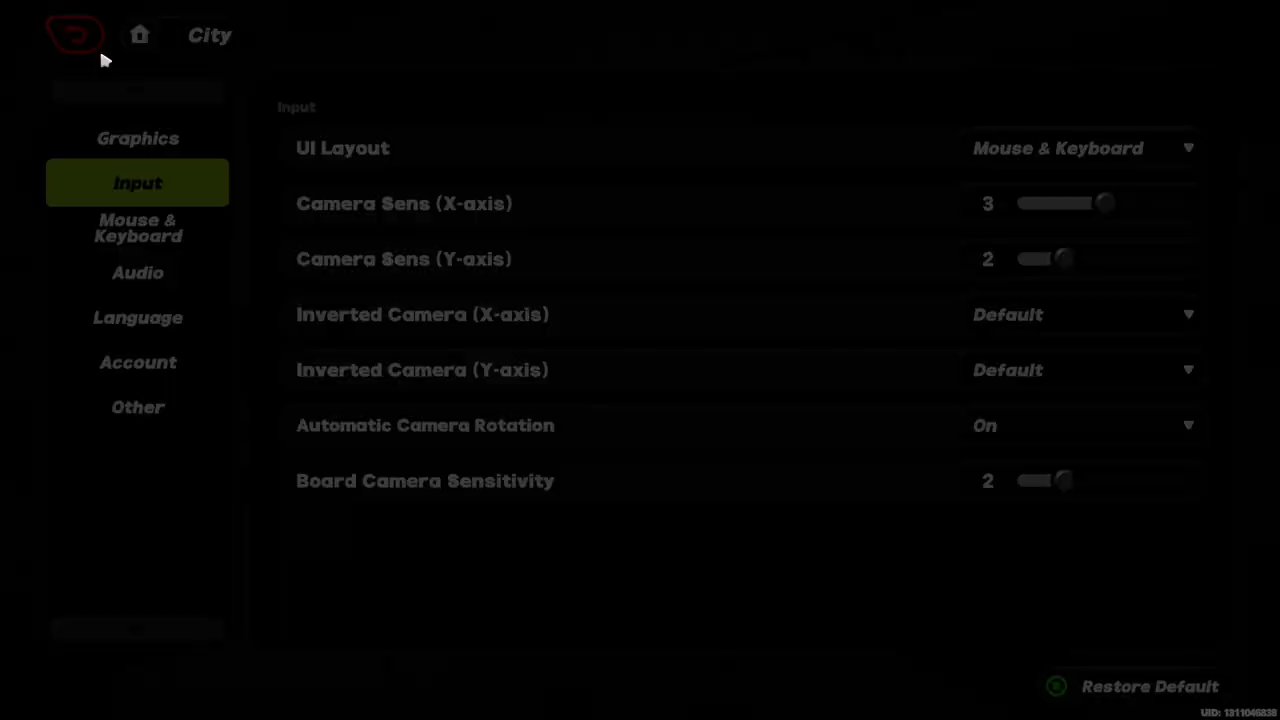 City
Graphics
Input
Mouse &
Keyboard
Audio
Language
Account
Other
Input
UI Layout
Mouse & Keyboard
Camera Sens (X-axis)
3
Camera Sens (Y-axis)
2
Inverted Camera (X-axis)
Default
Inverted Camera (Y-axis)
Default
Automatic Camera Rotation
On
Board Camera Sensitivity
2
Restore Default
UID: 1311046838